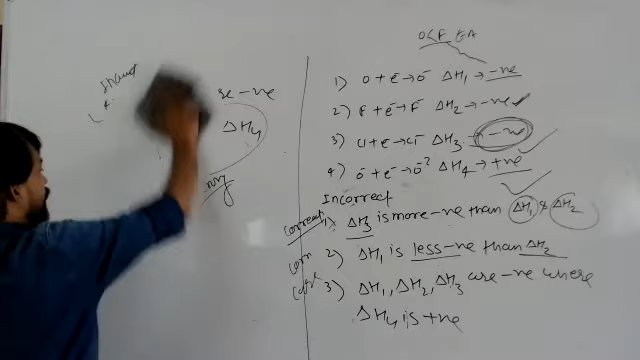 se -ve
ΔH4
OCF EA
1) O + e⁻ → O⁻ ΔH1 → -ve
2) F + e⁻ → F⁻ ΔH2 → -ve
3) Cl + e⁻ → Cl⁻ ΔH3 → -ve
4) O⁻ + e⁻ → O⁻² ΔH4 → +ve
Incorrect
correct 1) ΔH3 is more -ve than ΔH1 & ΔH2
corr 2) ΔH1 is less -ve than ΔH2
3) ΔH1, ΔH2, ΔH3 are -ve where
ΔH4 is +ve